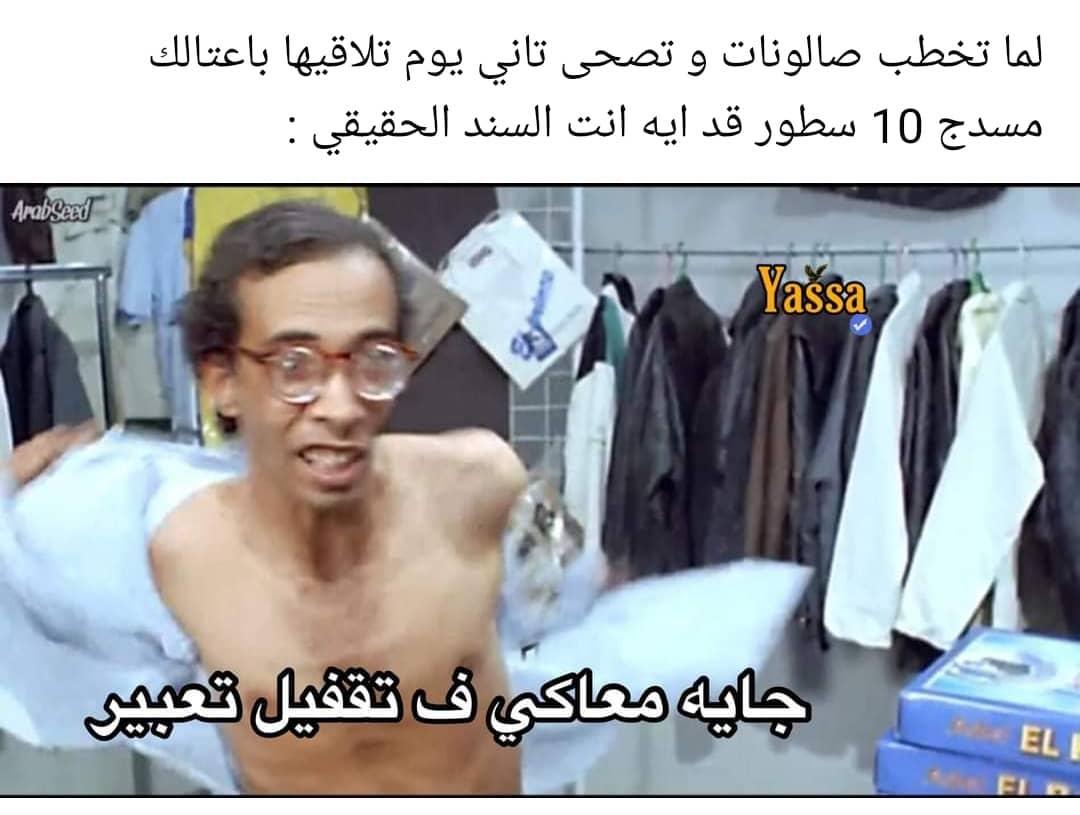 لما تخطب صالونات و تصحى تاني يوم تلاقيها باعتالك
مسدج 10 سطور قد ايه انت السند الحقيقي :
ArabSeed
Yassa
جايه معاكي ف تقفيل تعبير
EL
EL